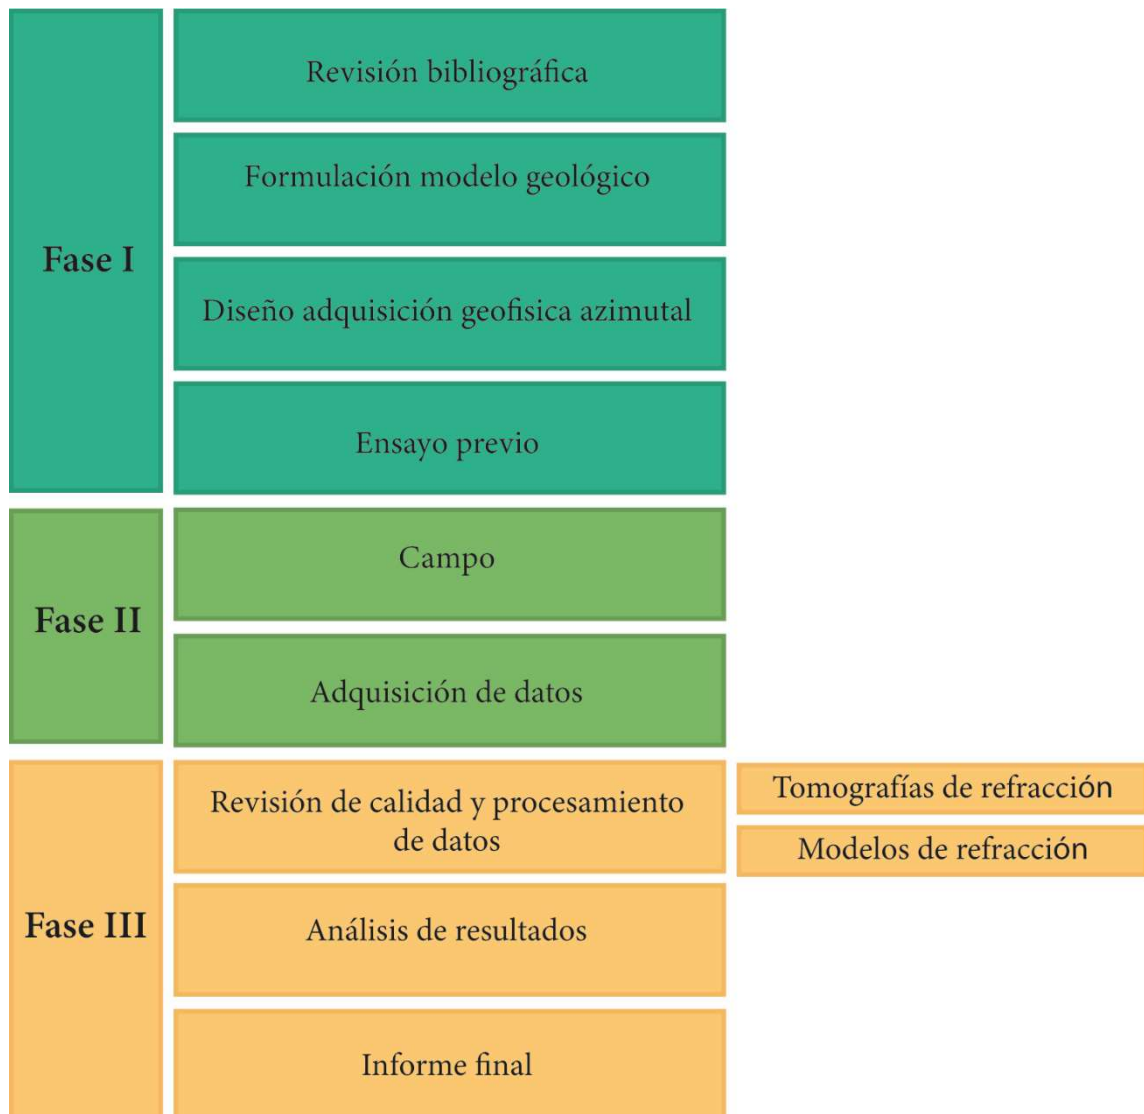 Fase I
Revisión bibliográfica
Formulación modelo geológico
Diseño adquisición geofisica azimutal
Ensayo previo
Fase II
Campo
Adquisición de datos
Fase III
Revisión de calidad y procesamiento
de datos
Tomografías de refracción
Modelos de refracción
Análisis de resultados
Informe final